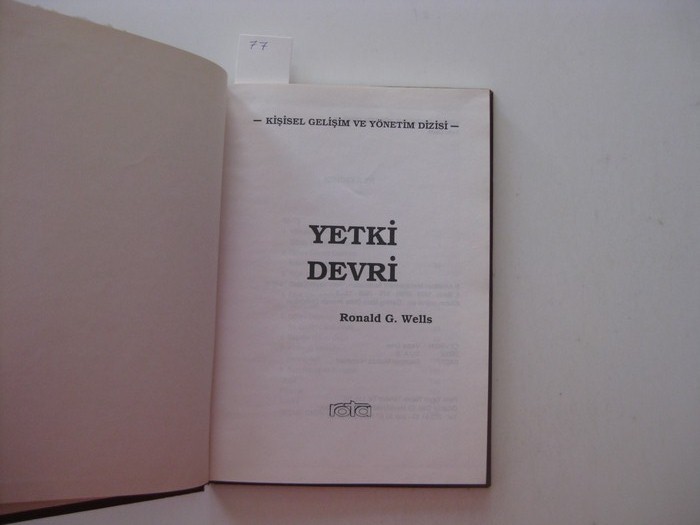 77
— KİŞİSEL GELİŞİM VE YÖNETİM DİZİSİ —
YETKİ
DEVRİ
Ronald G. Wells
rota